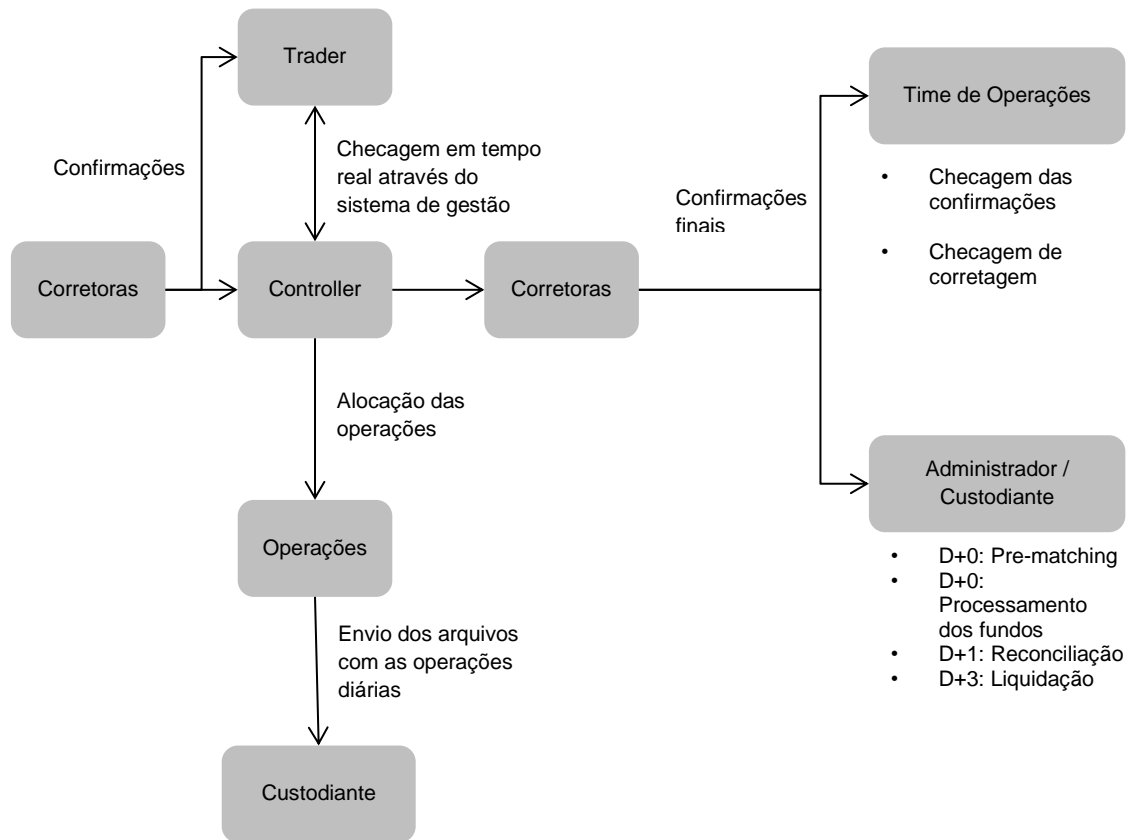 Trader
Time de Operações
Confirmações
Checagem em tempo
real através do
sistema de gestão
Confirmações
finais
• Checagem das
confirmações
• Checagem de
corretagem
Corretoras
Controller
Corretoras
Alocação das
operações
Administrador /
Custodiante
Operações
• D+0: Pre-matching
• D+0:
Processamento
dos fundos
• D+1: Reconciliação
• D+3: Liquidação
Envio dos arquivos
com as operações
diárias
Custodiante